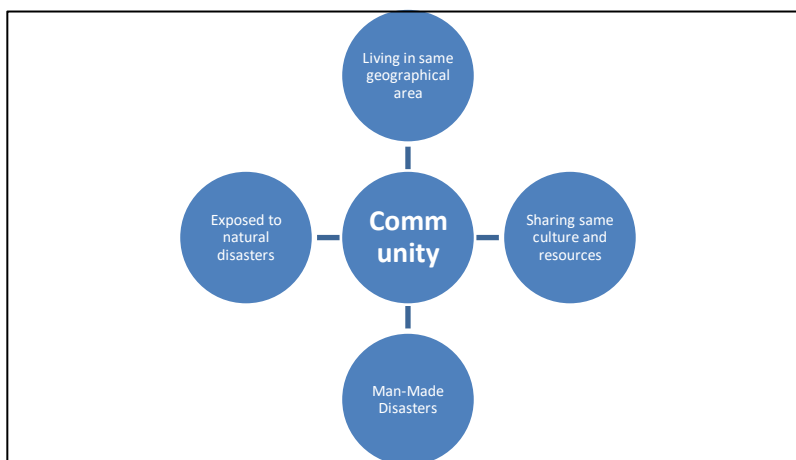 Living in same
geographical
area
Exposed to
natural
disasters
Comm
unity
Sharing same
culture and
resources
Man-Made
Disasters